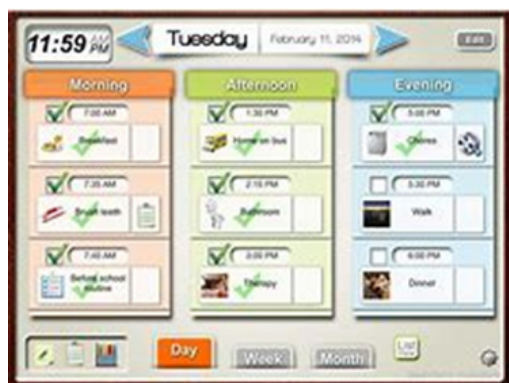 11:59 AM PM
Tuesday
February 11, 2014
Edit
Morning
Afternoon
Evening
7:00 AM
Breakfast
7:35 AM
Brush teeth
7:40 AM
Before school
routine
1:30 PM
Home on bus
2:15 PM
Bathroom
3:00 PM
Therapy
5:00 PM
Chores
5:30 PM
Walk
6:00 PM
Dinner
Day
Week
Month
List